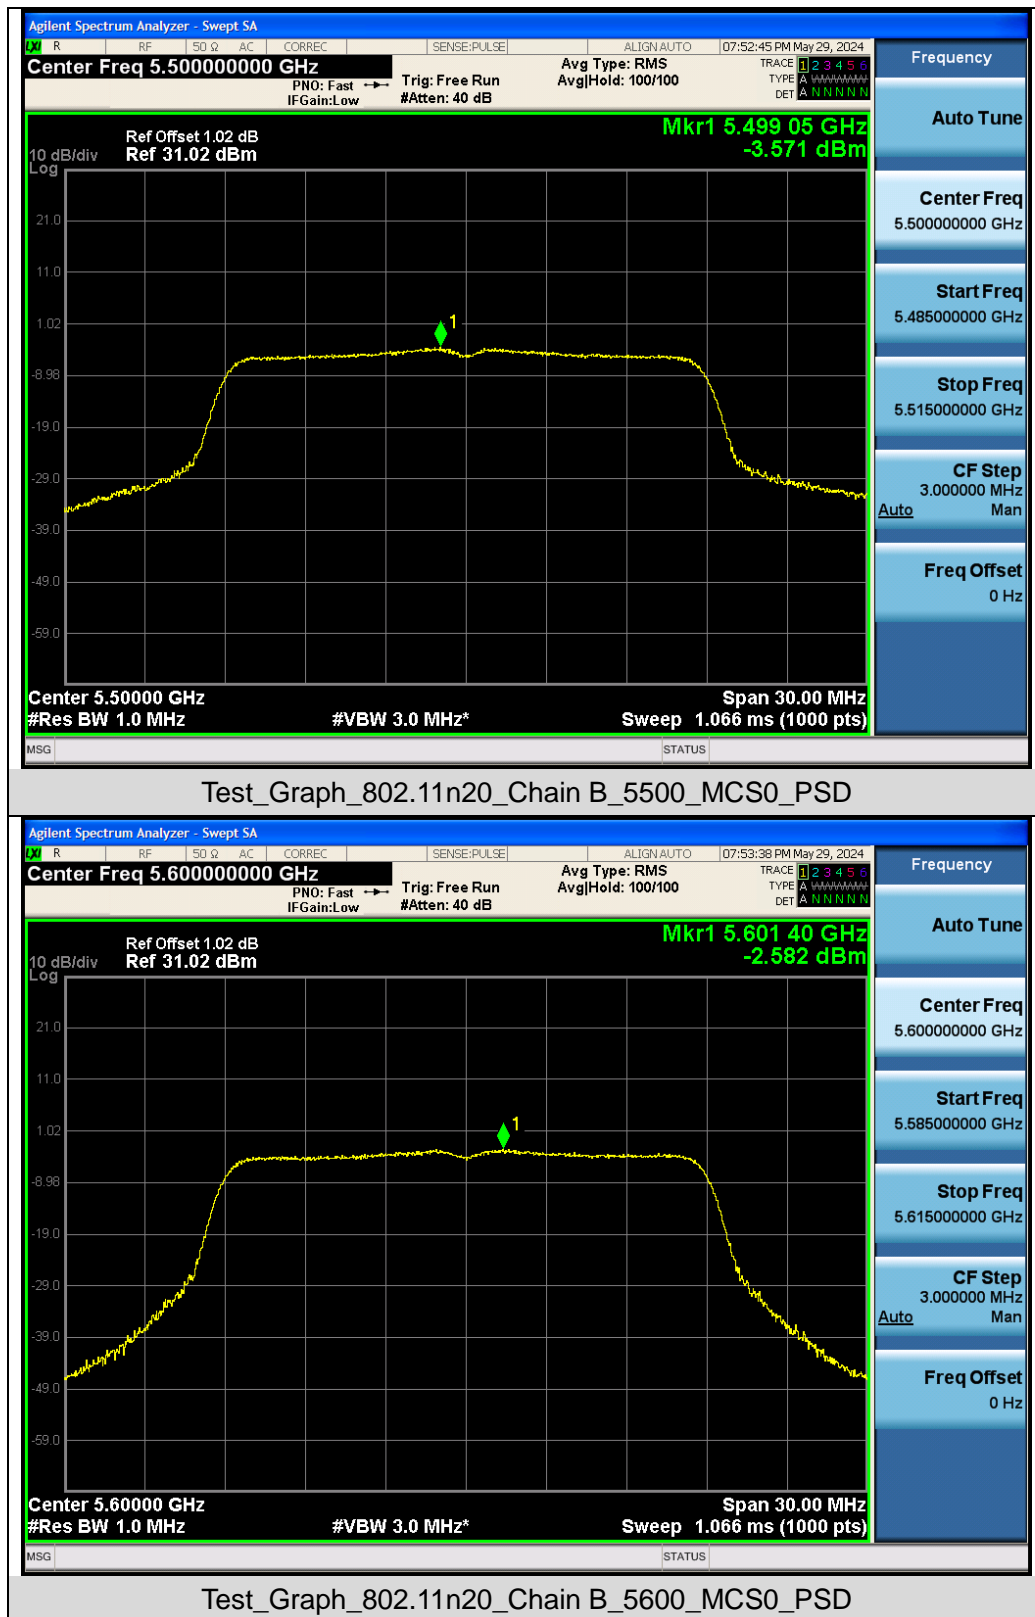 Agilent Spectrum Analyzer - Swept SA
LXI R RF 50 Ω AC CORREC SENSE:PULSE ALIGN AUTO 07:52:45 PM May 29, 2024
Center Freq 5.500000000 GHz
PNO: Fast
IFGain:Low
Trig: Free Run
#Atten: 40 dB
Avg Type: RMS
Avg|Hold: 100/100
TRACE 1 2 3 4 5 6
TYPE A WWWWW
DET A N N N N N
Mkr1 5.499 05 GHz
-3.571 dBm
Ref Offset 1.02 dB
10 dB/div Ref 31.02 dBm
Log
21.0
11.0
1.02
-8.98
-19.0
-29.0
-39.0
-49.0
-59.0
1
Center 5.50000 GHz Span 30.00 MHz
#Res BW 1.0 MHz #VBW 3.0 MHz* Sweep 1.066 ms (1000 pts)
MSG STATUS
Frequency
Auto Tune
Center Freq
5.500000000 GHz
Start Freq
5.485000000 GHz
Stop Freq
5.515000000 GHz
CF Step
3.000000 MHz
Auto Man
Freq Offset
0 Hz
Test_Graph_802.11n20_Chain B_5500_MCS0_PSD
Agilent Spectrum Analyzer - Swept SA
LXI R RF 50 Ω AC CORREC SENSE:PULSE ALIGN AUTO 07:53:38 PM May 29, 2024
Center Freq 5.600000000 GHz
PNO: Fast
IFGain:Low
Trig: Free Run
#Atten: 40 dB
Avg Type: RMS
Avg|Hold: 100/100
TRACE 1 2 3 4 5 6
TYPE A WWWWW
DET A N N N N N
Mkr1 5.601 40 GHz
-2.582 dBm
Ref Offset 1.02 dB
10 dB/div Ref 31.02 dBm
Log
21.0
11.0
1.02
-8.98
-19.0
-29.0
-39.0
-49.0
-59.0
1
Center 5.60000 GHz Span 30.00 MHz
#Res BW 1.0 MHz #VBW 3.0 MHz* Sweep 1.066 ms (1000 pts)
MSG STATUS
Frequency
Auto Tune
Center Freq
5.600000000 GHz
Start Freq
5.585000000 GHz
Stop Freq
5.615000000 GHz
CF Step
3.000000 MHz
Auto Man
Freq Offset
0 Hz
Test_Graph_802.11n20_Chain B_5600_MCS0_PSD